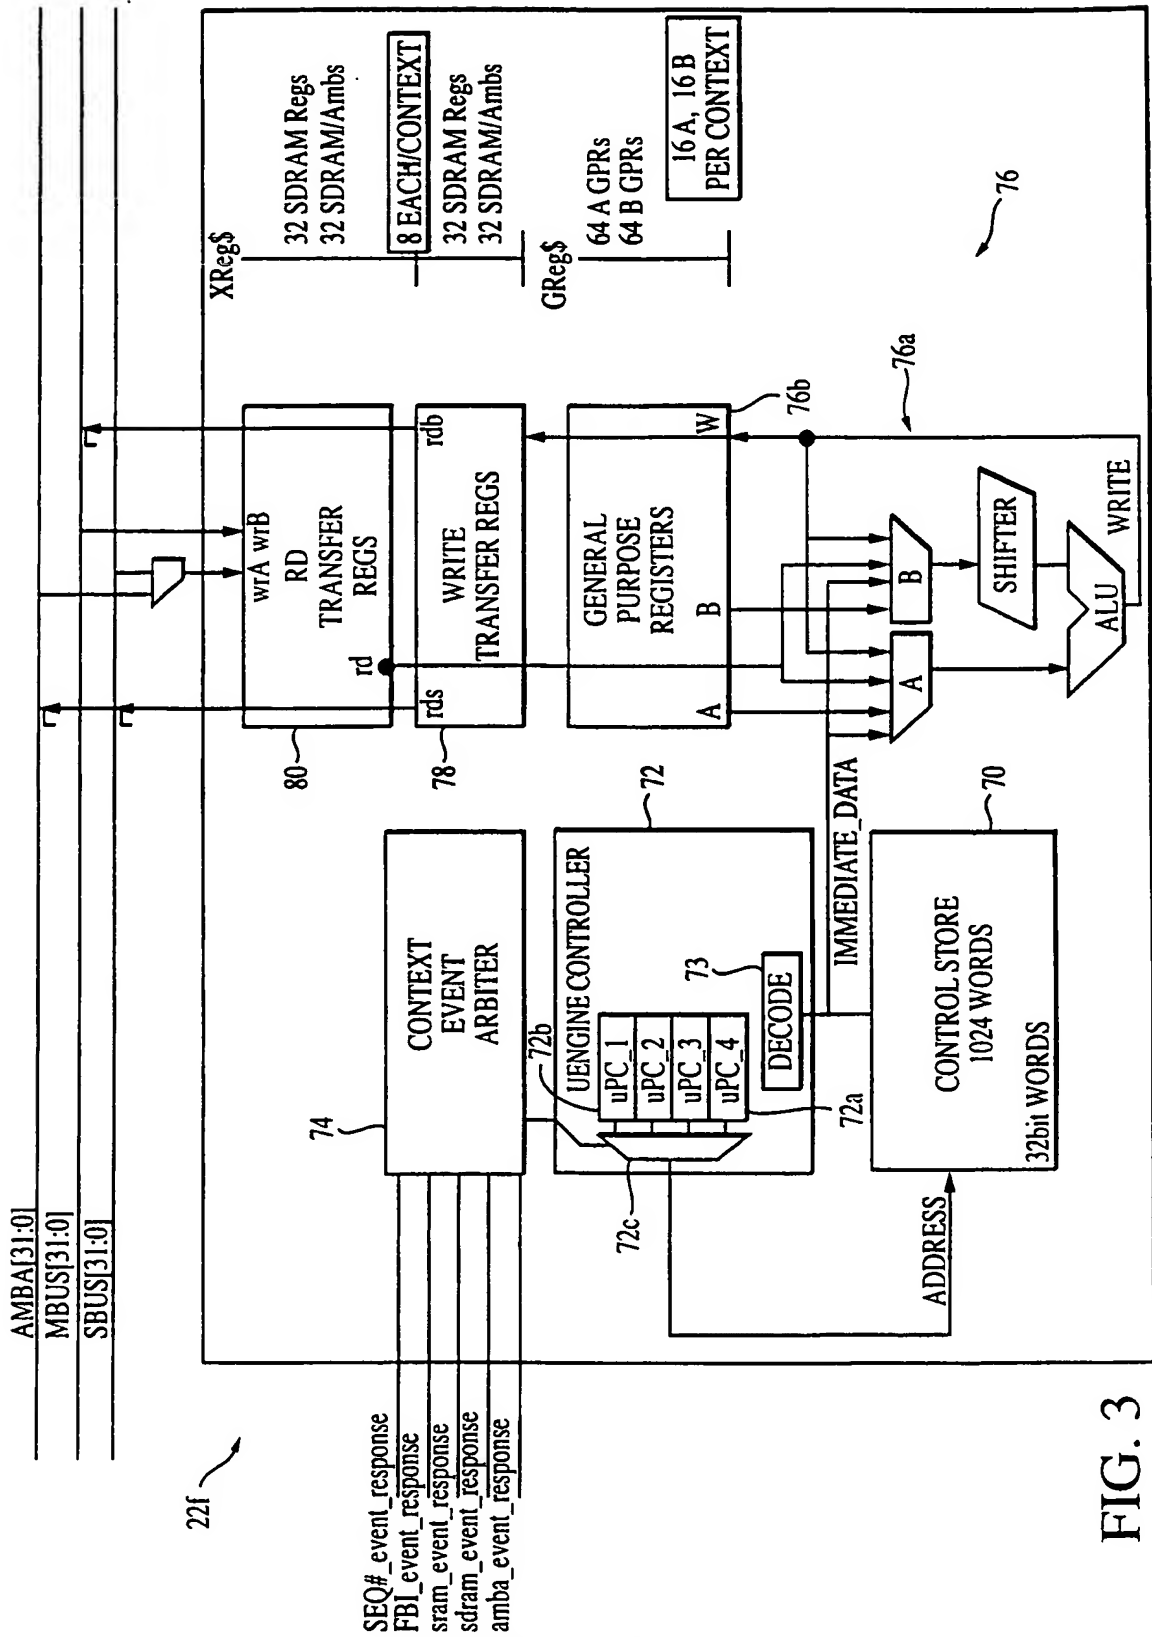 AMBA[31:0]
MBUS[31:0]
SBUS[31:0]
22f
SEQ#_event_response
FBI_event_response
sram_event_response
sdram_event_response
amba_event_response
74
CONTEXT
EVENT
ARBITER
72b
72c
UENGINE CONTROLLER
72
uPC_1
uPC_2
uPC_3
uPC_4
72a
73
DECODE
IMMEDIATE_DATA
ADDRESS
70
CONTROL STORE
1024 WORDS
32bit WORDS
80
wrA wrB
RD
TRANSFER
REGS
rd
78
rds
rdb
WRITE
TRANSFER REGS
GENERAL
PURPOSE
REGISTERS
A
B
W
76b
76a
A
B
SHIFTER
ALU
WRITE
XReg$
32 SDRAM Regs
32 SDRAM/Ambs
8 EACH/CONTEXT
32 SDRAM Regs
32 SDRAM/Ambs
GReg$
64 A GPRs
64 B GPRs
16 A, 16 B
PER CONTEXT
76
FIG. 3